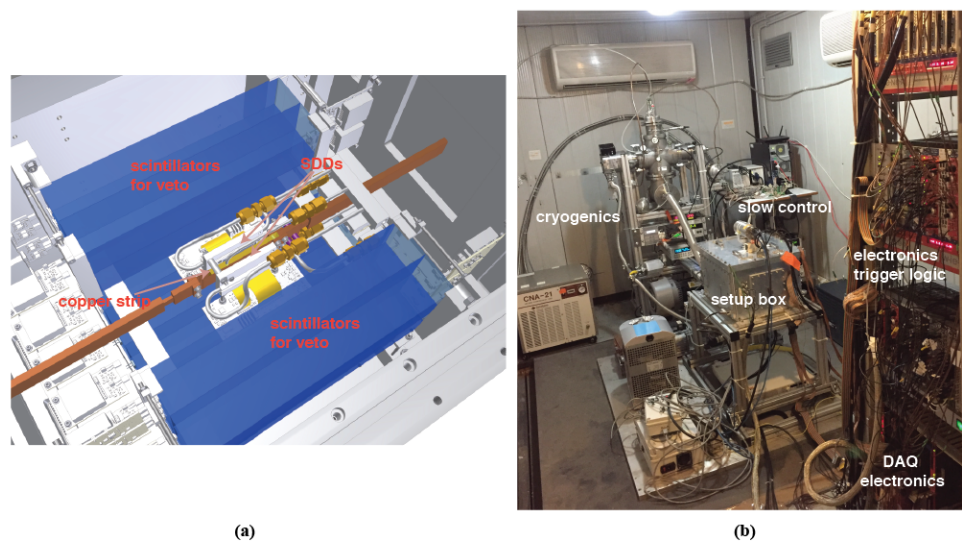 scintillators
for veto
SDDs
copper strip
scintillators
for veto
(a)
cryogenics
slow control
electronics
trigger logic
CNA-21
setup box
DAQ
electronics
(b)